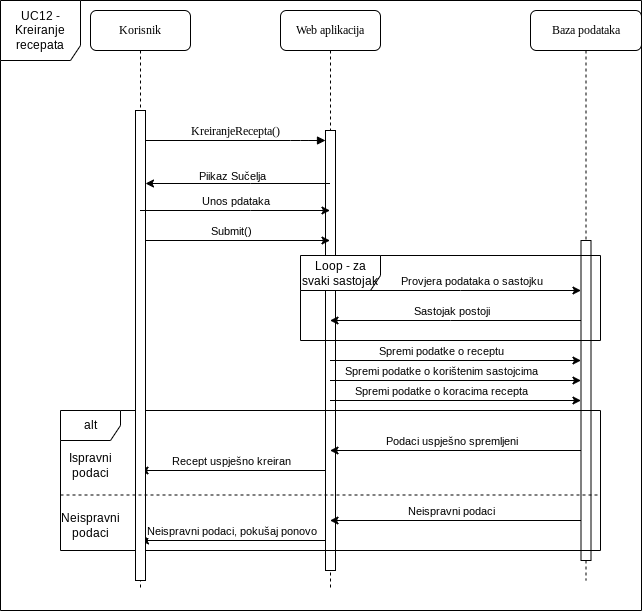 UC12 -
Kreiranje
recepata
Korisnik
Web aplikacija
Baza podataka
KreiranjeRecepta()
Piikaz Sučelja
Unos pdataka
Submit()
Loop - za
svaki sastojak
Provjera podataka o sastojku
Sastojak postoji
Spremi podatke o receptu
Spremi podatke o korištenim sastojcima
Spremi podatke o koracima recepta
alt
Podaci uspješno spremljeni
Ispravni
podaci
Recept uspješno kreiran
Neispravni podaci
Neispravni
podaci
Neispravni podaci, pokušaj ponovo